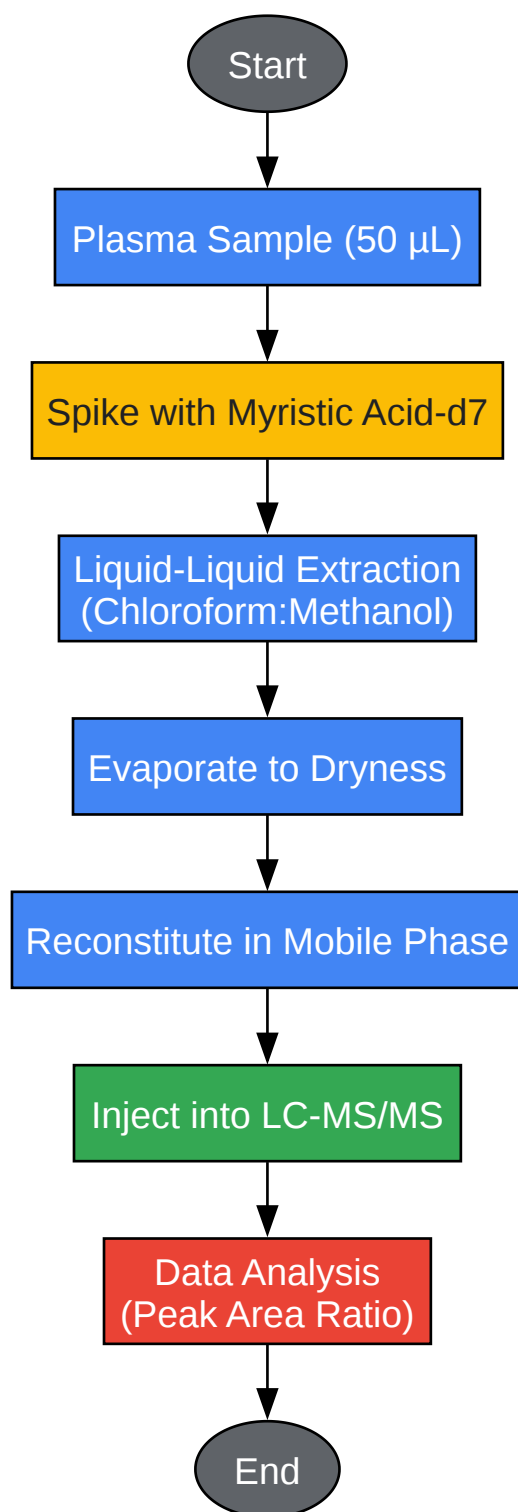 Start
Plasma Sample (50 µL)
Spike with Myristic Acid-d7
Liquid-Liquid Extraction
(Chloroform:Methanol)
Evaporate to Dryness
Reconstitute in Mobile Phase
Inject into LC-MS/MS
Data Analysis
(Peak Area Ratio)
End